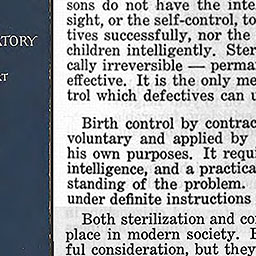 ATORY
sons do not have the inte
sight, or the self-control, to
tives successfully, nor the
children intelligently. Ster
cally irreversible — perma
effective. It is the only me
trol which defectives can u
Birth control by contrac
voluntary and applied by
his own purposes. It requi
intelligence, and a practica
standing of the problem.
under definite instructions
Both sterilization and co
place in modern society. F
ful consideration, but they